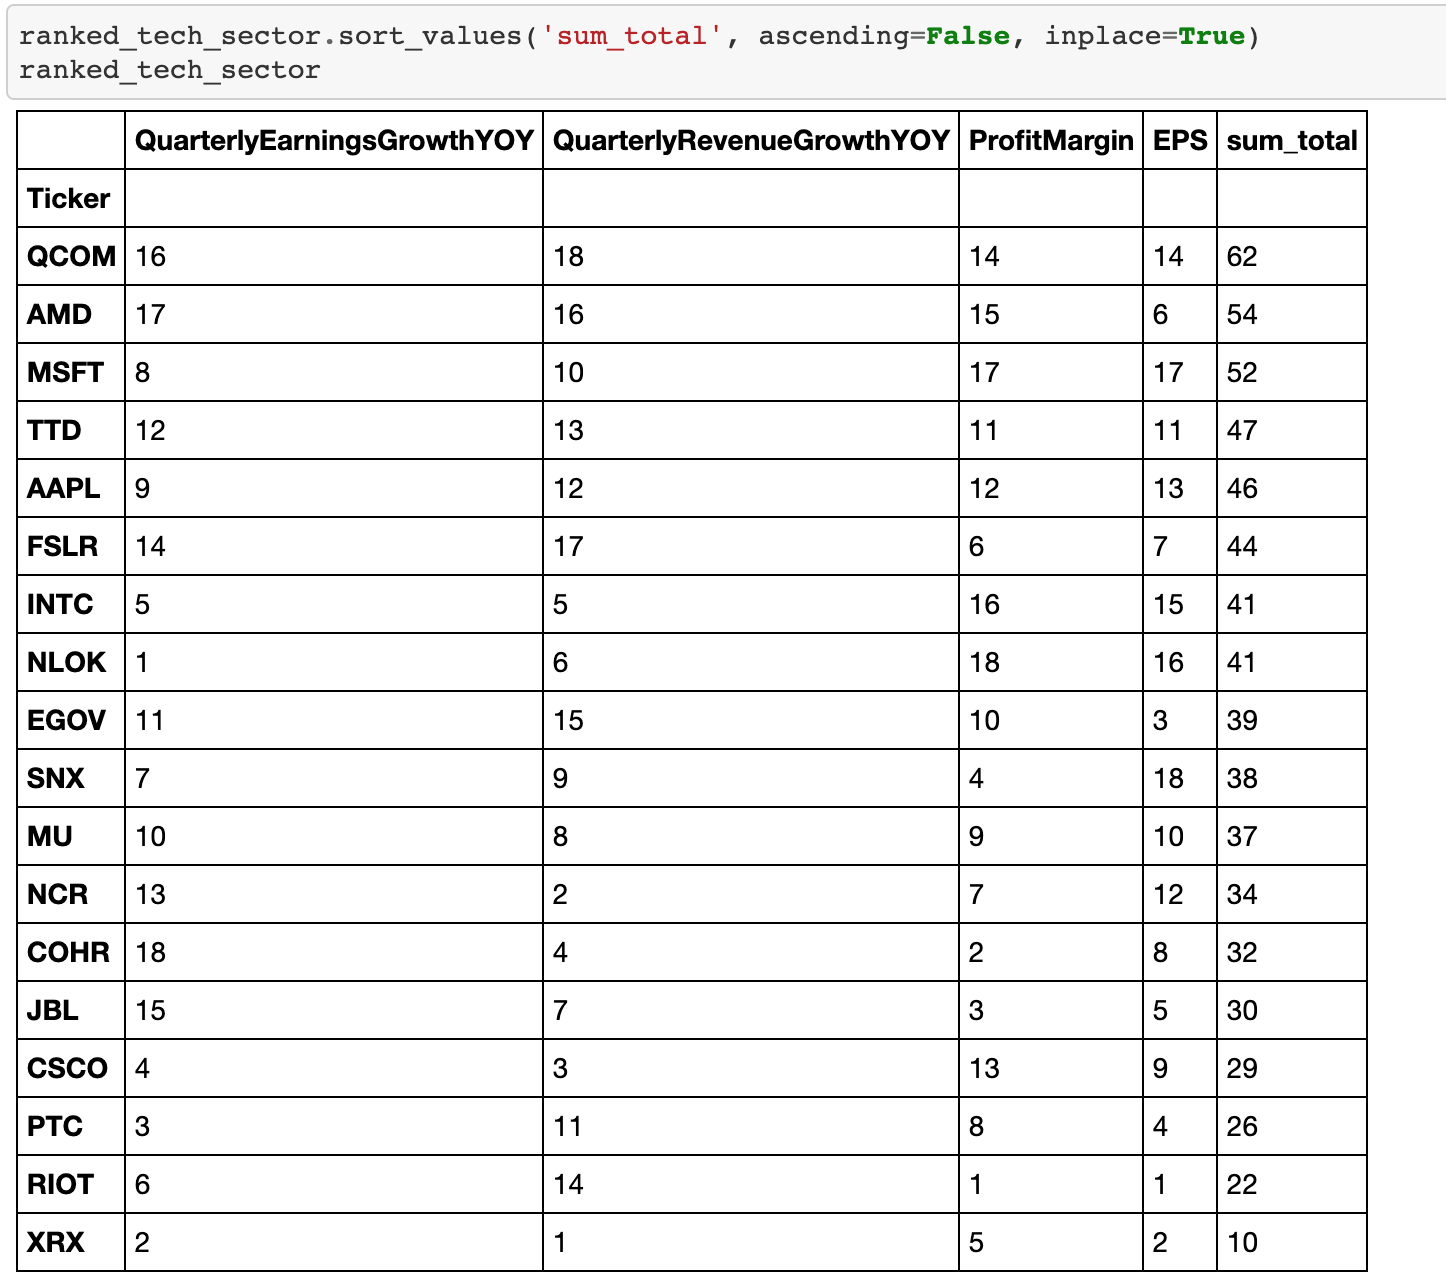 ranked_tech_sector.sort_values('sum_total', ascending=False, inplace=True)
ranked_tech_sector
QuarterlyEarningsGrowthYOY QuarterlyRevenueGrowthYOY ProfitMargin EPS sum_total
Ticker
QCOM 16 18 14 14 62
AMD 17 16 15 6 54
MSFT 8 10 17 17 52
TTD 12 13 11 11 47
AAPL 9 12 12 13 46
FSLR 14 17 6 7 44
INTC 5 5 16 15 41
NLOK 1 6 18 16 41
EGOV 11 15 10 3 39
SNX 7 9 4 18 38
MU 10 8 9 10 37
NCR 13 2 7 12 34
COHR 18 4 2 8 32
JBL 15 7 3 5 30
CSCO 4 3 13 9 29
PTC 3 11 8 4 26
RIOT 6 14 1 1 22
XRX 2 1 5 2 10